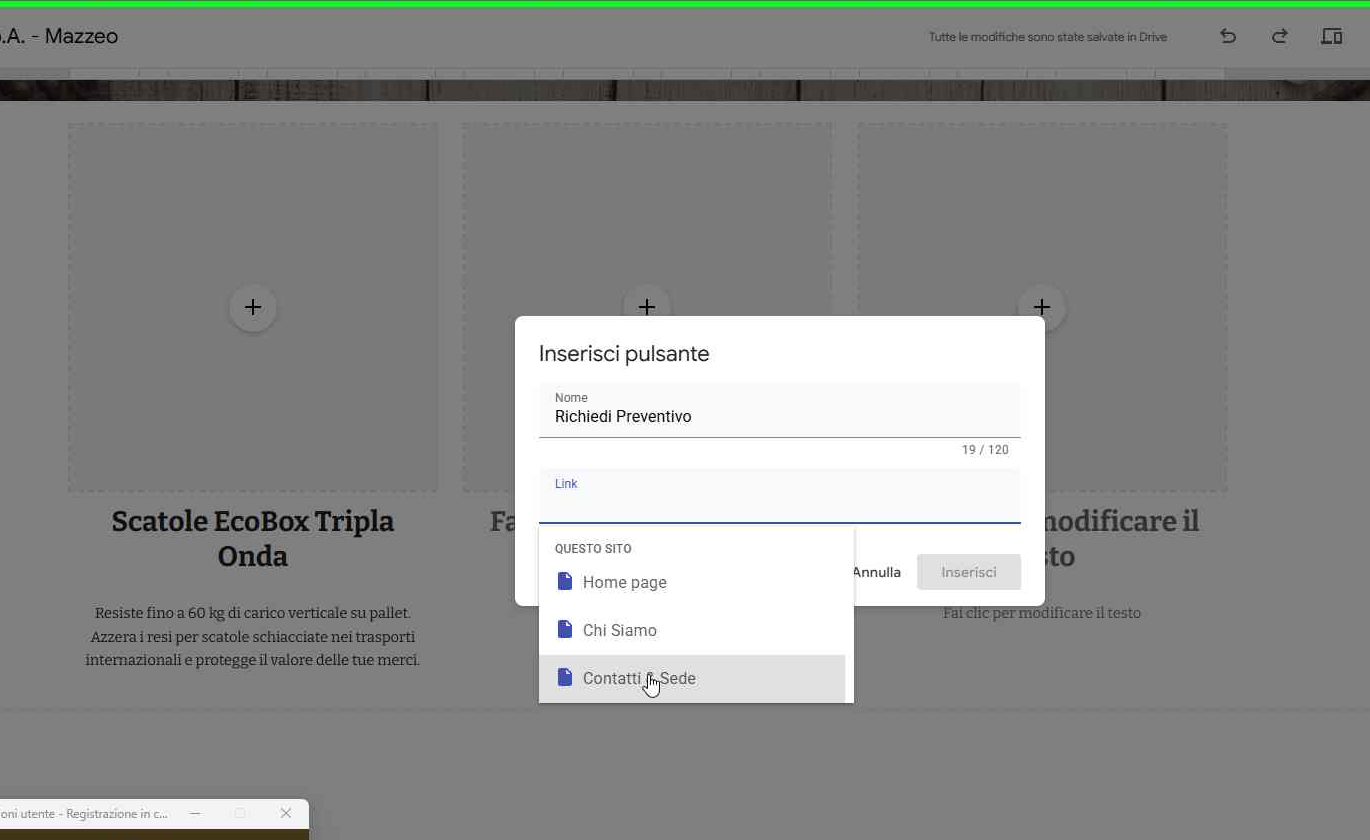 .A. - Mazzeo
Tutte le modifiche sono state salvate in Drive
Inserisci pulsante
Nome
Richiedi Preventivo
19 / 120
Link
QUESTO SITO
Home page
Chi Siamo
Contatti & Sede
Annulla
Inserisci
Scatole EcoBox Tripla
Onda
Resiste fino a 60 kg di carico verticale su pallet.
Azzera i resi per scatole schiacciate nei trasporti
internazionali e protegge il valore delle tue merci.
Fa
modificare il
sto
Fai clic per modificare il testo
oni utente - Registrazione in c...